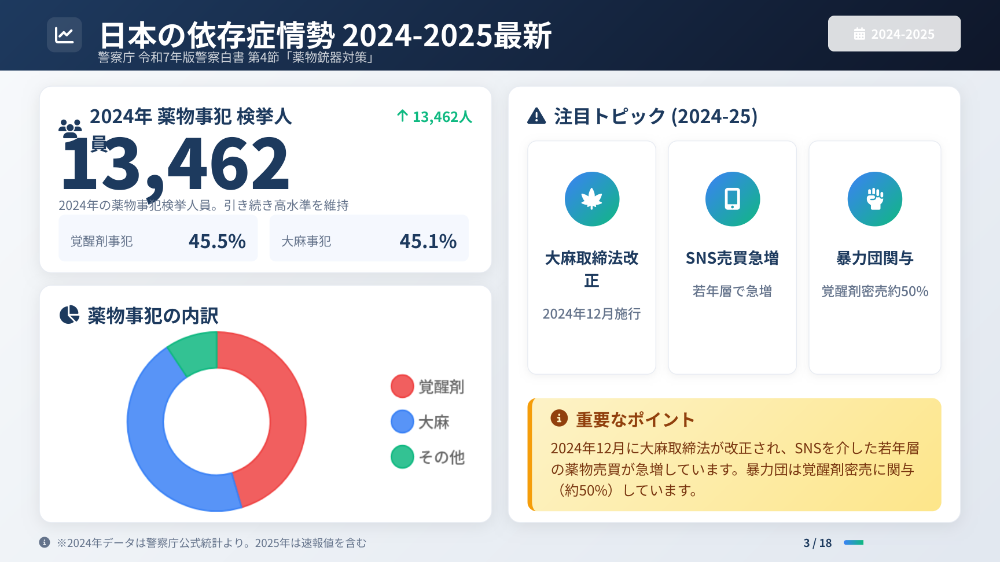 日本の依存症情勢 2024-2025最新
警察庁 令和7年版警察白書 第4節「薬物銃器対策」
2024-2025
2024年 薬物事犯 検挙人
員
13,462人
13,462
2024年の薬物事犯検挙人員。引き続き高水準を維持
覚醒剤事犯 45.5%
大麻事犯 45.1%
薬物事犯の内訳
覚醒剤
大麻
その他
注目トピック (2024-25)
大麻取締法改
正
2024年12月施行
SNS売買急増
若年層で急増
暴力団関与
覚醒剤密売約50%
重要なポイント
2024年12月に大麻取締法が改正され、SNSを介した若年層
の薬物売買が急増しています。暴力団は覚醒剤密売に関与
（約50%）しています。
※2024年データは警察庁公式統計より。2025年は速報値を含む
3 / 18